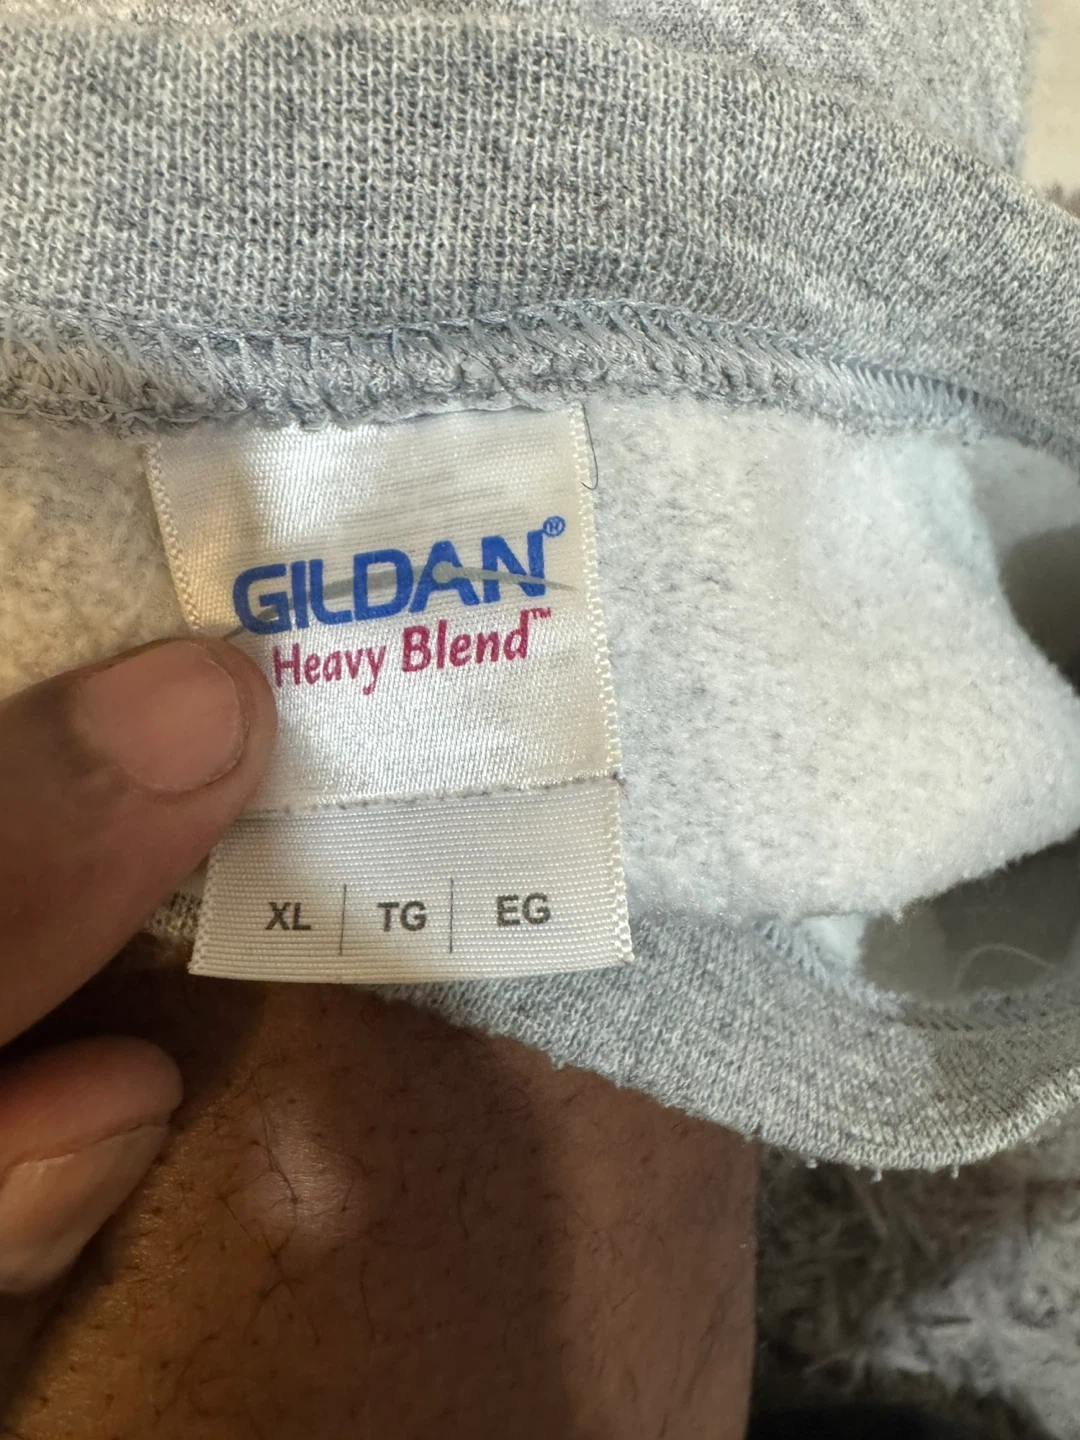 GILDAN®
Heavy Blend™
XL | TG | EG